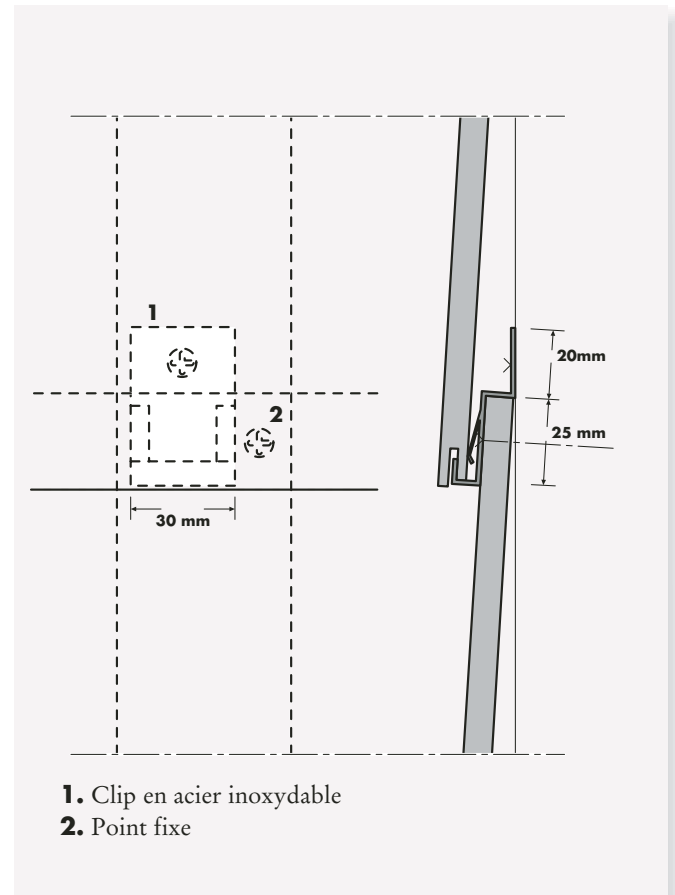 1
20mm
2
25 mm
30 mm
1. Clip en acier inoxydable
2. Point fixe